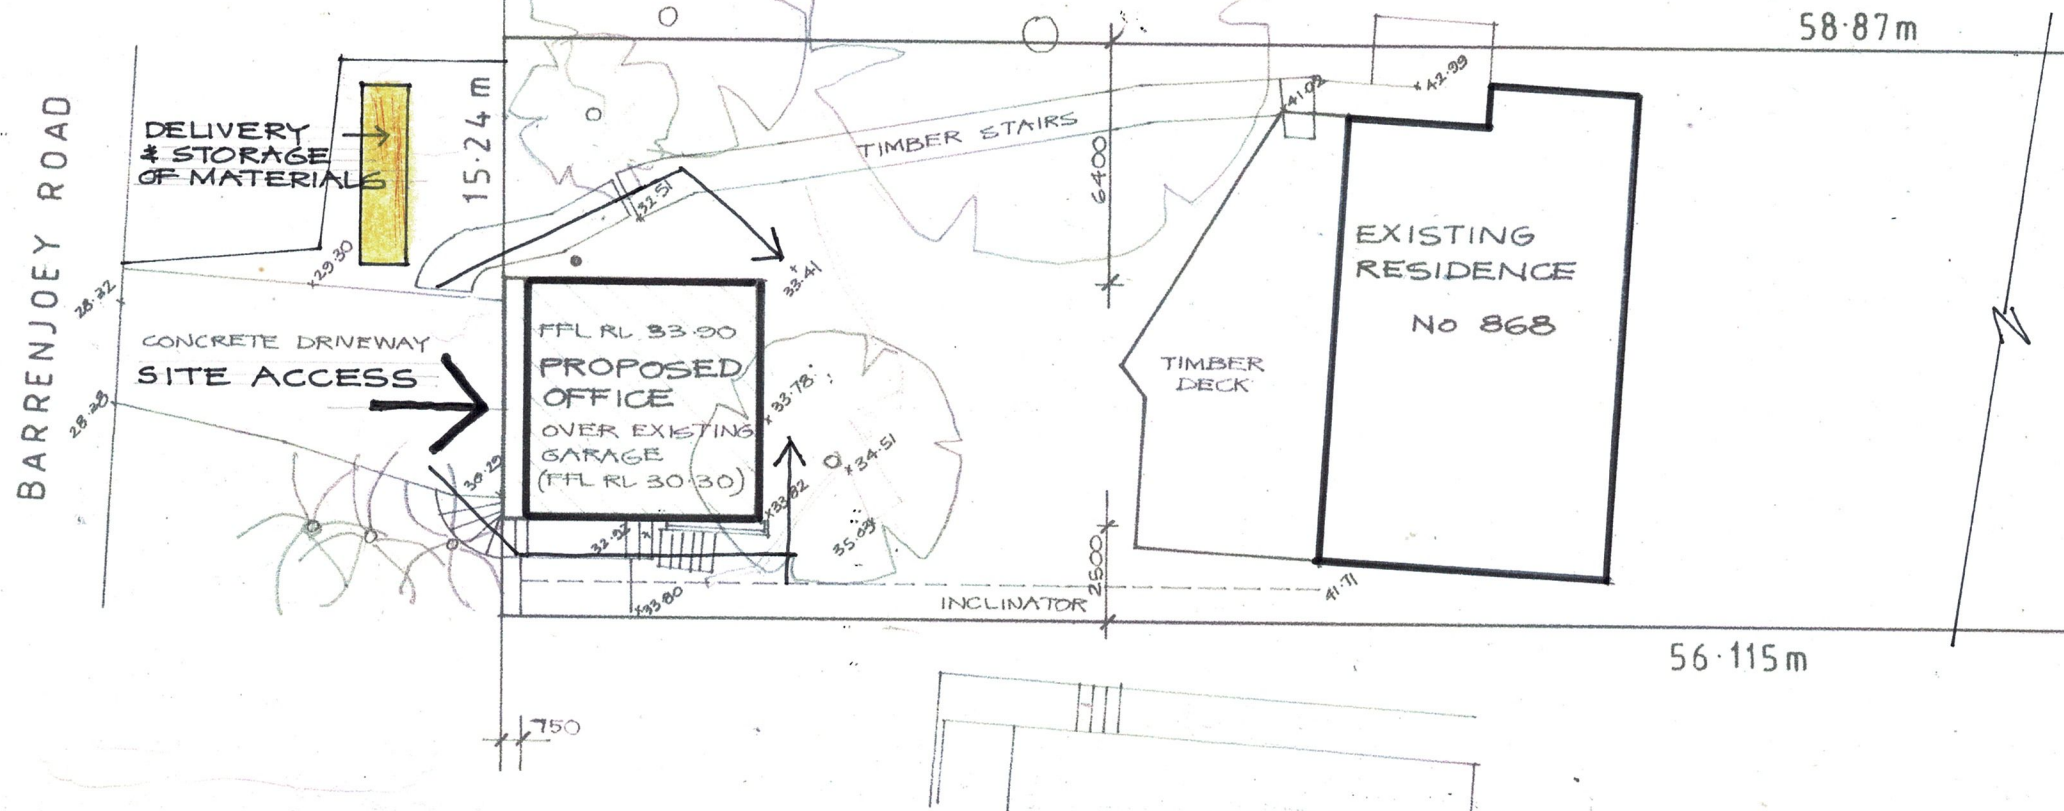 BARRENJOEY ROAD
58.87m
DELIVERY
& STORAGE
OF MATERIALS
15.24 m
29.30
28.32
28.28
CONCRETE DRIVEWAY
SITE ACCESS
30.29
32.51
TIMBER STAIRS
33.41
FFL RL 33.90
PROPOSED
OFFICE
OVER EXISTING
GARAGE
(FFL RL 30.30)
33.78
34.51
33.82
32.92
33.80
INCLINATOR
6400
2500
41.02
42.99
EXISTING
RESIDENCE
No 868
TIMBER
DECK
41.71
56.115m
750